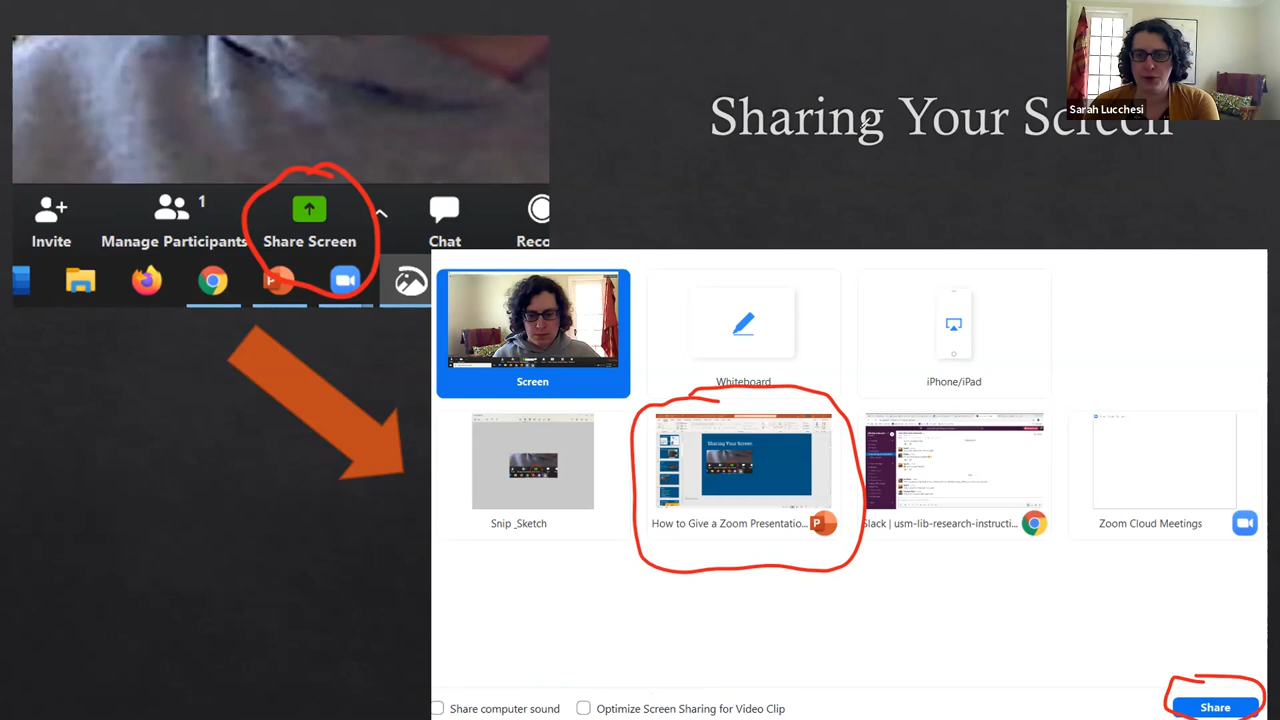 Sharing Your Screen
Sarah Lucchesi
1
Invite
Manage Participants
Share Screen
Chat
Reco
Screen
Whiteboard
iPhone/iPad
Sharing Your Screen
Snip _Sketch
How to Give a Zoom Presentatio...
Slack | usm-lib-research-instructi...
Zoom Cloud Meetings
Share computer sound
Optimize Screen Sharing for Video Clip
Share